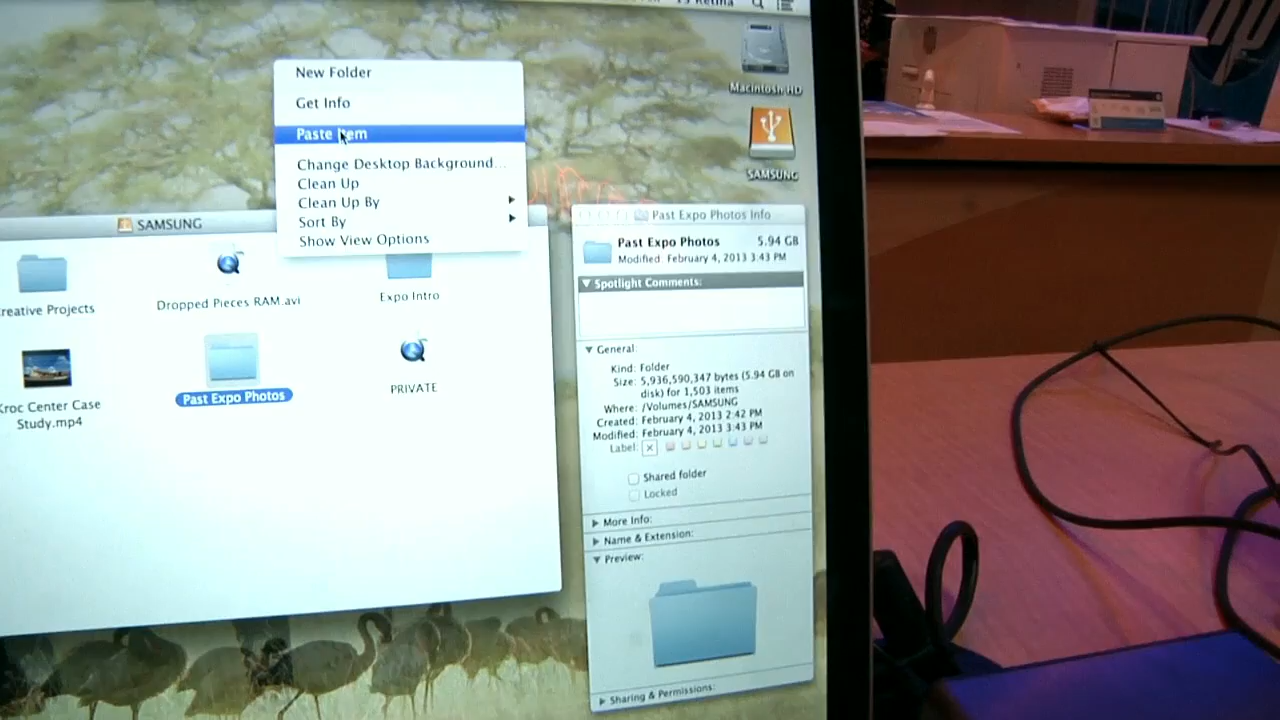 15 Retina
New Folder
Get Info
Paste Item
Change Desktop Background...
Clean Up
Clean Up By
Sort By
Show View Options
Macintosh HD
SAMSUNG
SAMSUNG
reative Projects
Dropped Pieces RAM.avi
Expo Intro
Kroc Center Case
Study.mp4
Past Expo Photos
PRIVATE
Past Expo Photos Info
Past Expo Photos 5.94 GB
Modified: February 4, 2013 3:43 PM
Spotlight Comments:
General:
Kind: Folder
Size: 5,936,590,347 bytes (5.94 GB on
disk) for 1,503 items
Where: /Volumes/SAMSUNG
Created: February 4, 2013 2:42 PM
Modified: February 4, 2013 3:43 PM
Label:
Shared folder
Locked
More Info:
Name & Extension:
Preview:
Sharing & Permissions:
hp